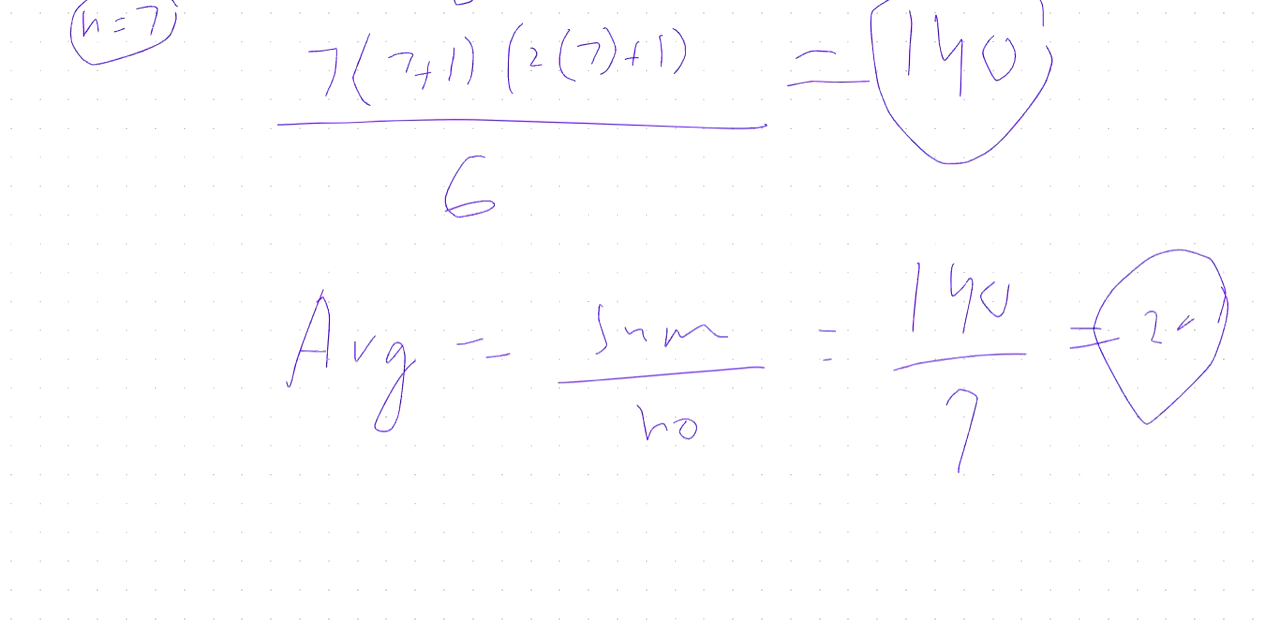 n=7
7(7+1)(2(7)+1) = 140
6
Avg = sum = 140 = 20
no 7